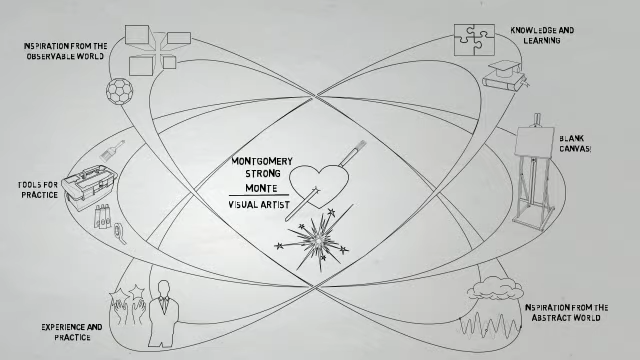 INSPIRATION FROM THE
OBSERVABLE WORLD
KNOWLEDGE AND
LEARNING
TOOLS FOR
PRACTICE
MONTGOMERY
STRONG
MONTE
VISUAL ARTIST
BLANK
CANVAS!
EXPERIENCE AND
PRACTICE
INSPIRATION FROM THE
ABSTRACT WORLD